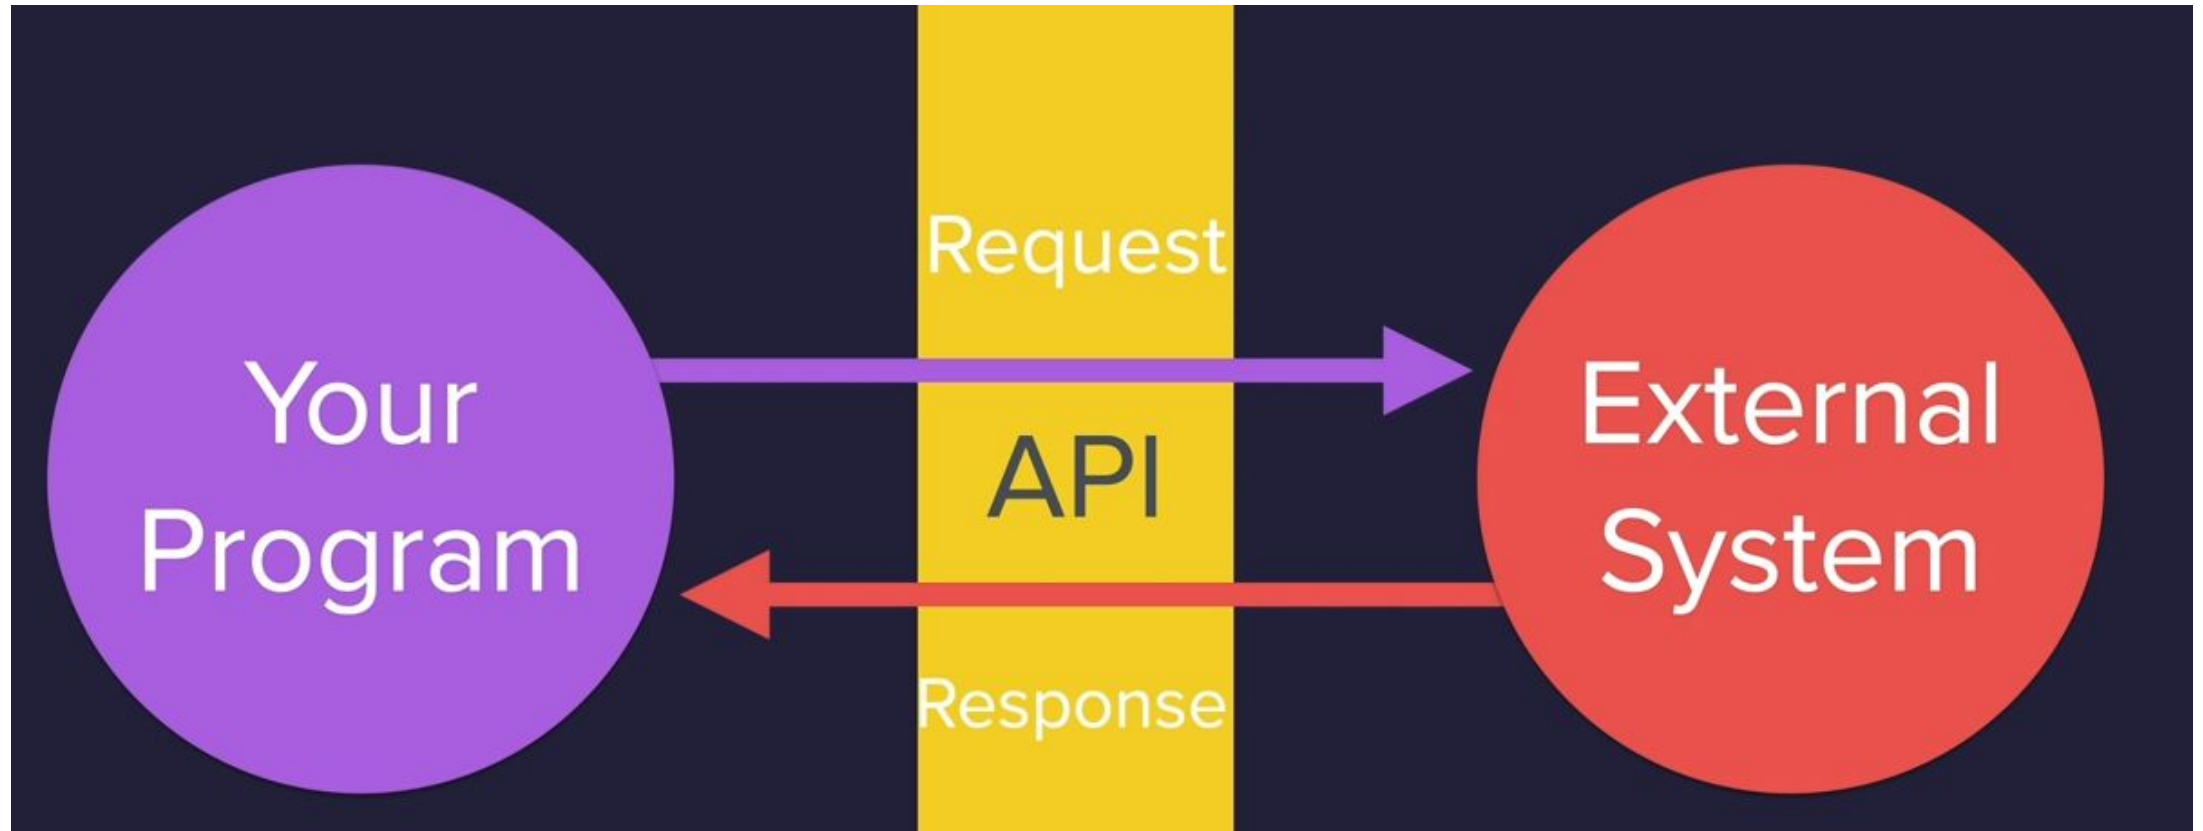 Your
Program
Request
API
Response
External
System